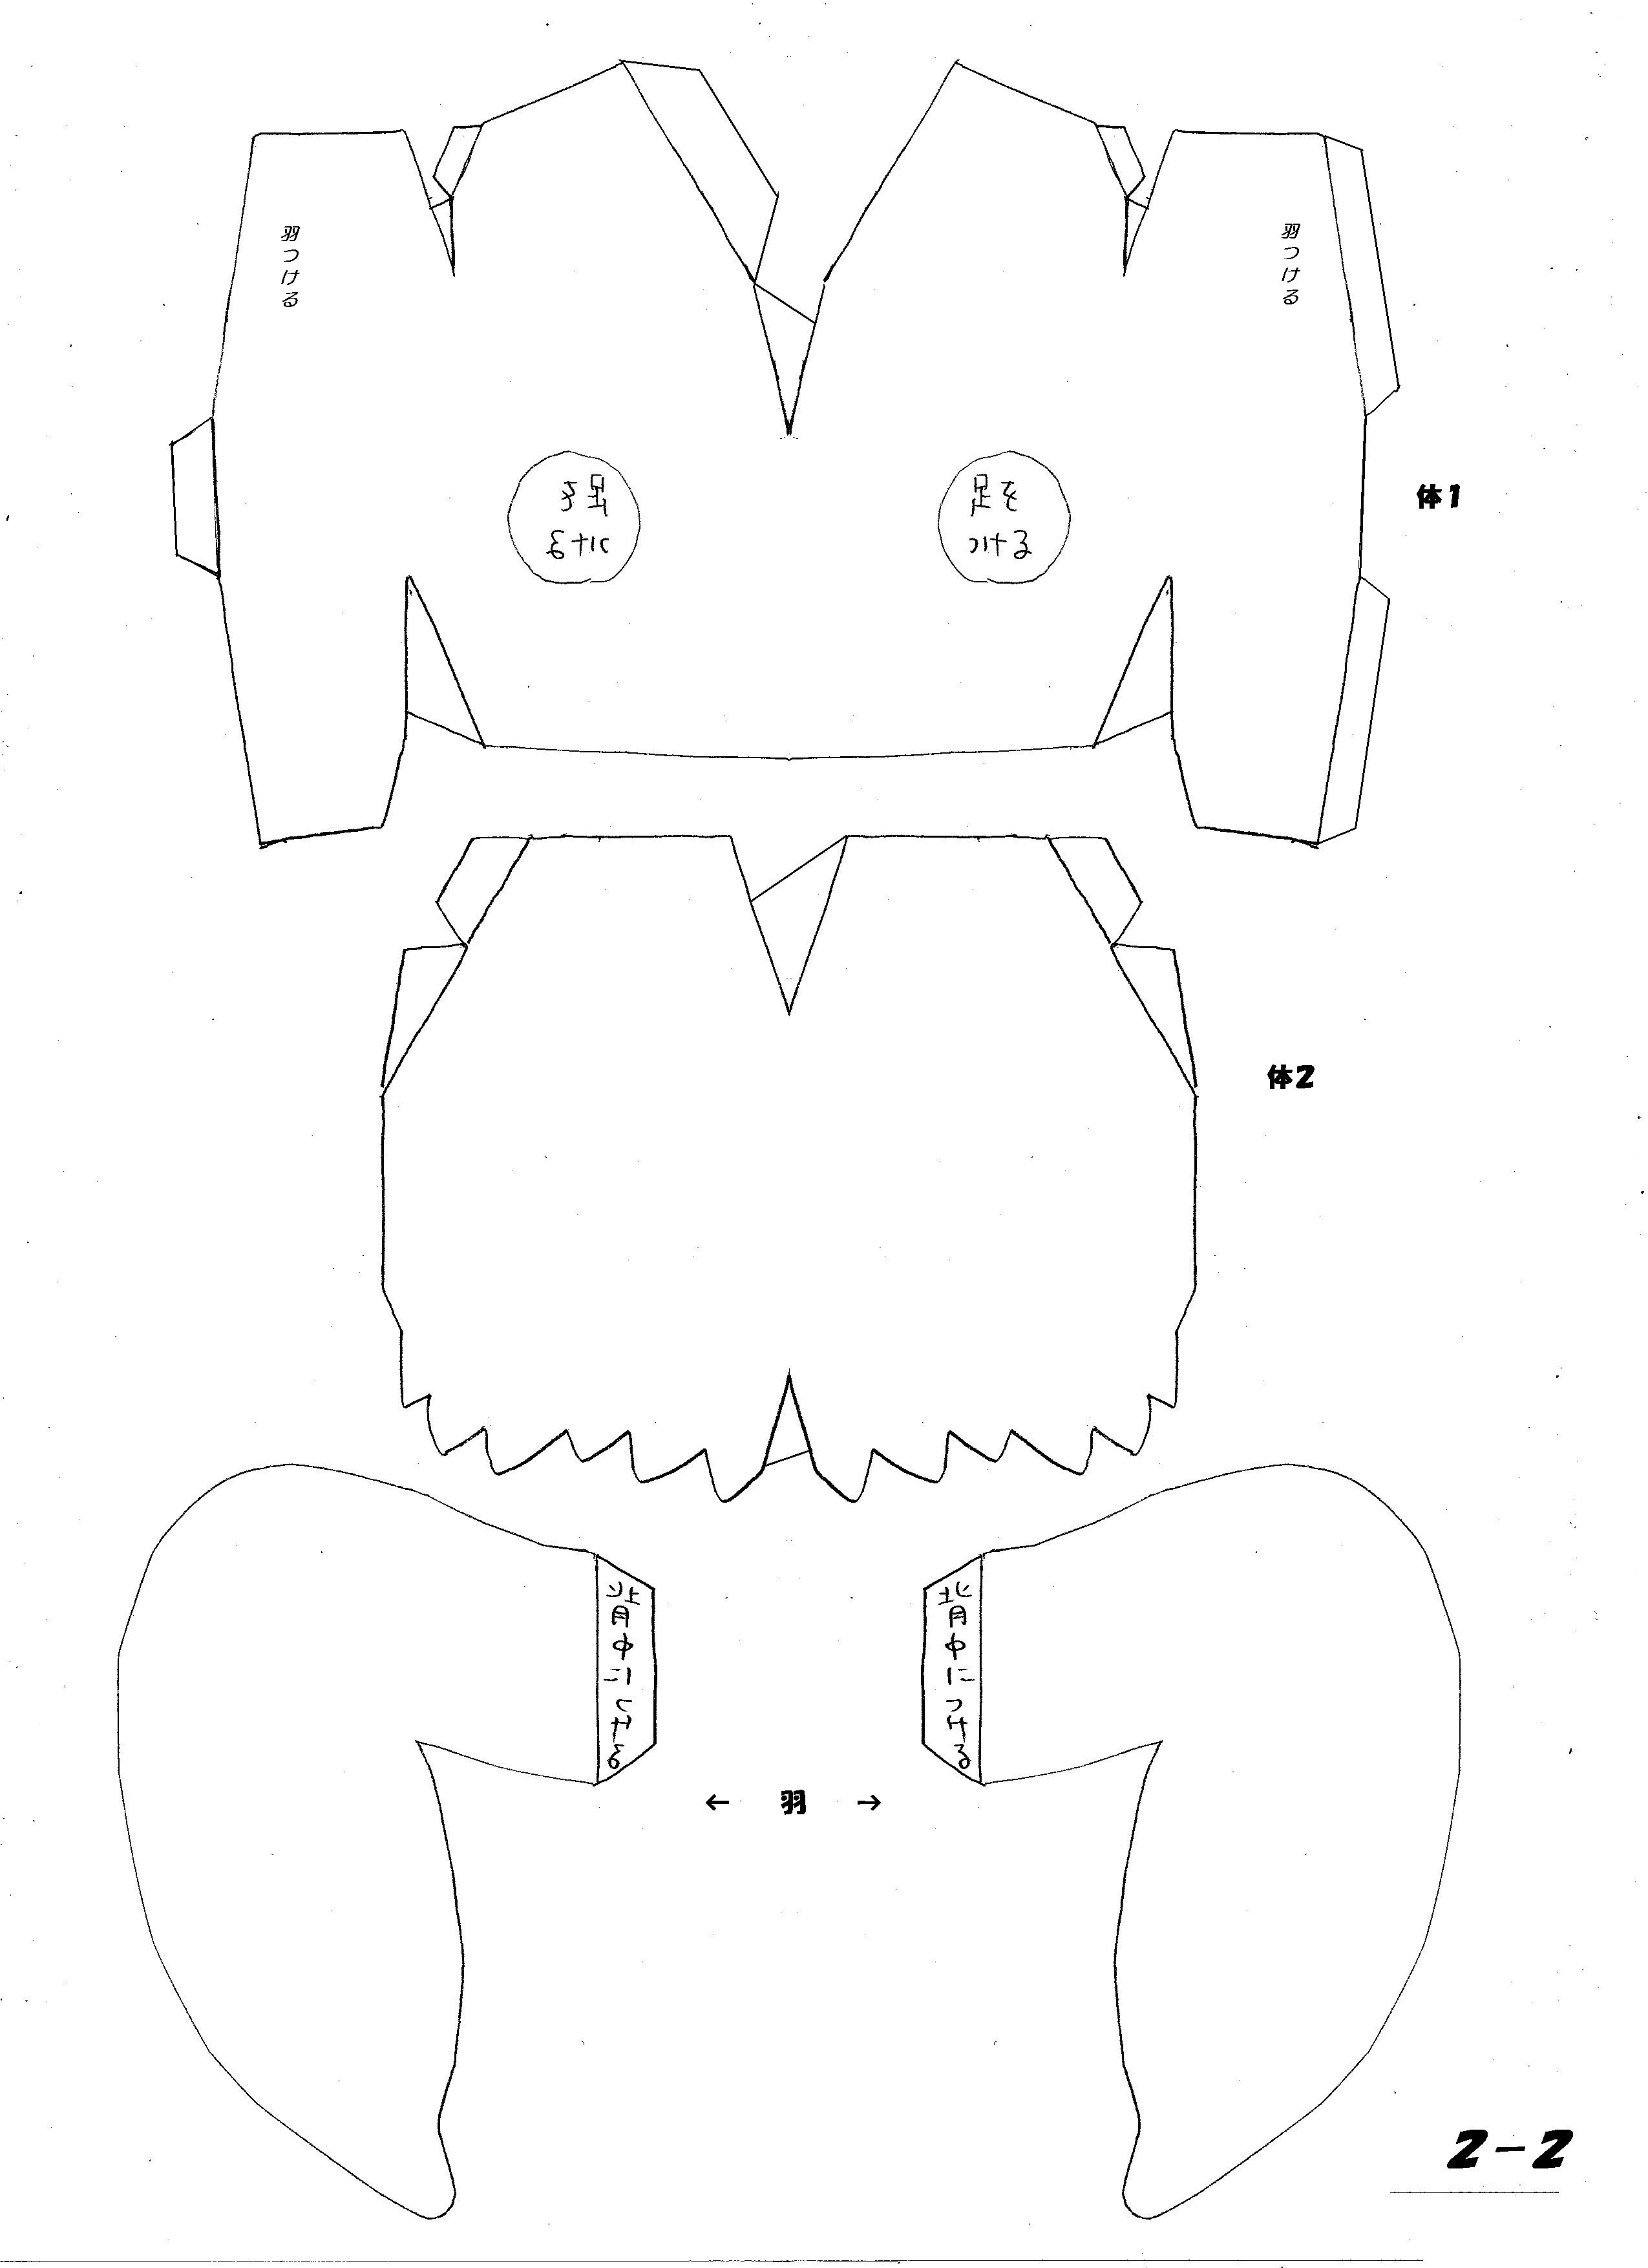 羽つける
羽つける
足を
つける
足を
つける
体1
体2
背中につける
背中につける
← 羽 →
2-2